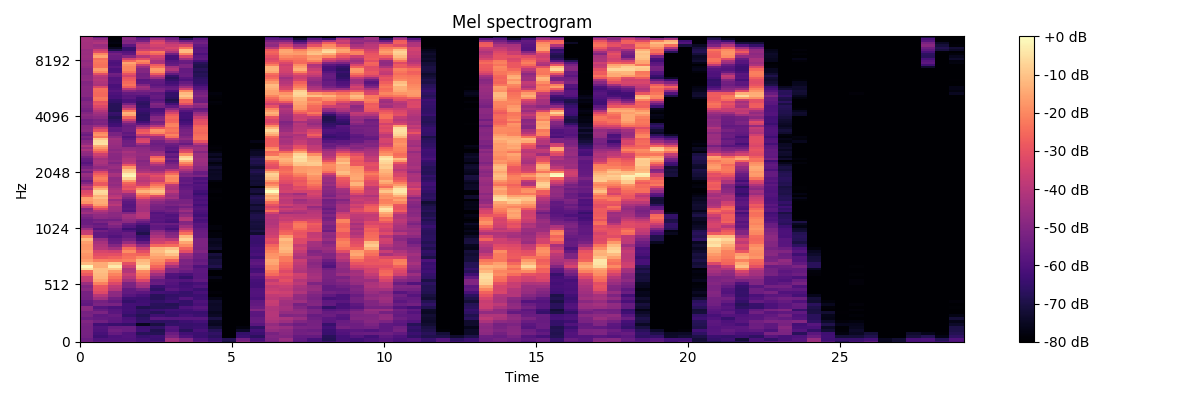 Mel spectrogram
Hz
8192
4096
2048
1024
512
0
0 5 10 15 20 25
Time
+0 dB
-10 dB
-20 dB
-30 dB
-40 dB
-50 dB
-60 dB
-70 dB
-80 dB